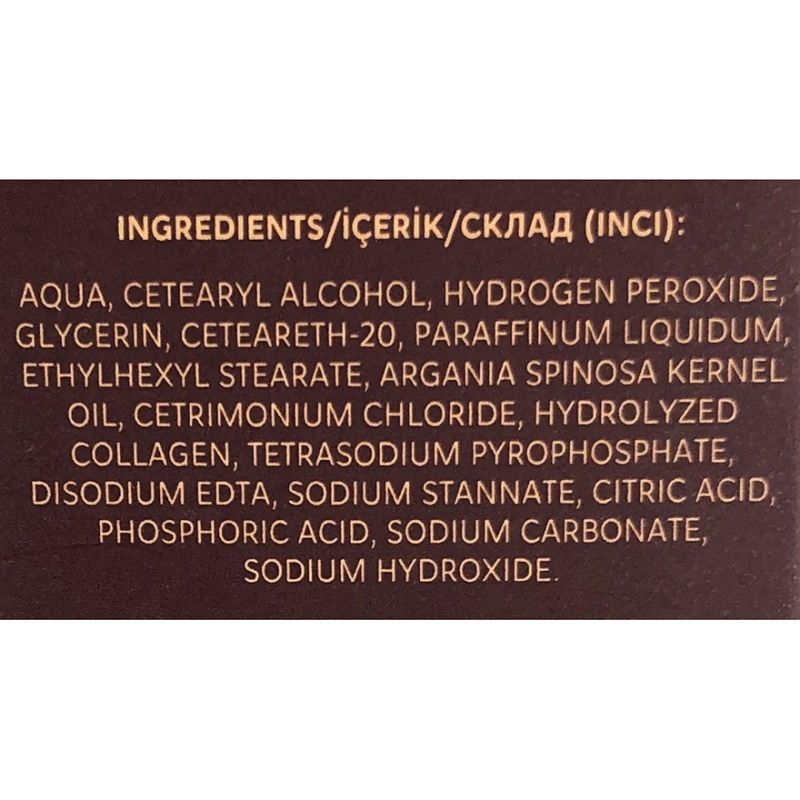 INGREDIENTS/İÇERİK/СКЛАД (INCI):
AQUA, CETEARYL ALCOHOL, HYDROGEN PEROXIDE,
GLYCERIN, CETEARETH-20, PARAFFINUM LIQUIDUM,
ETHYLHEXYL STEARATE, ARGANIA SPINOSA KERNEL
OIL, CETRIMONIUM CHLORIDE, HYDROLYZED
COLLAGEN, TETRASODIUM PYROPHOSPHATE,
DISODIUM EDTA, SODIUM STANNATE, CITRIC ACID,
PHOSPHORIC ACID, SODIUM CARBONATE,
SODIUM HYDROXIDE.